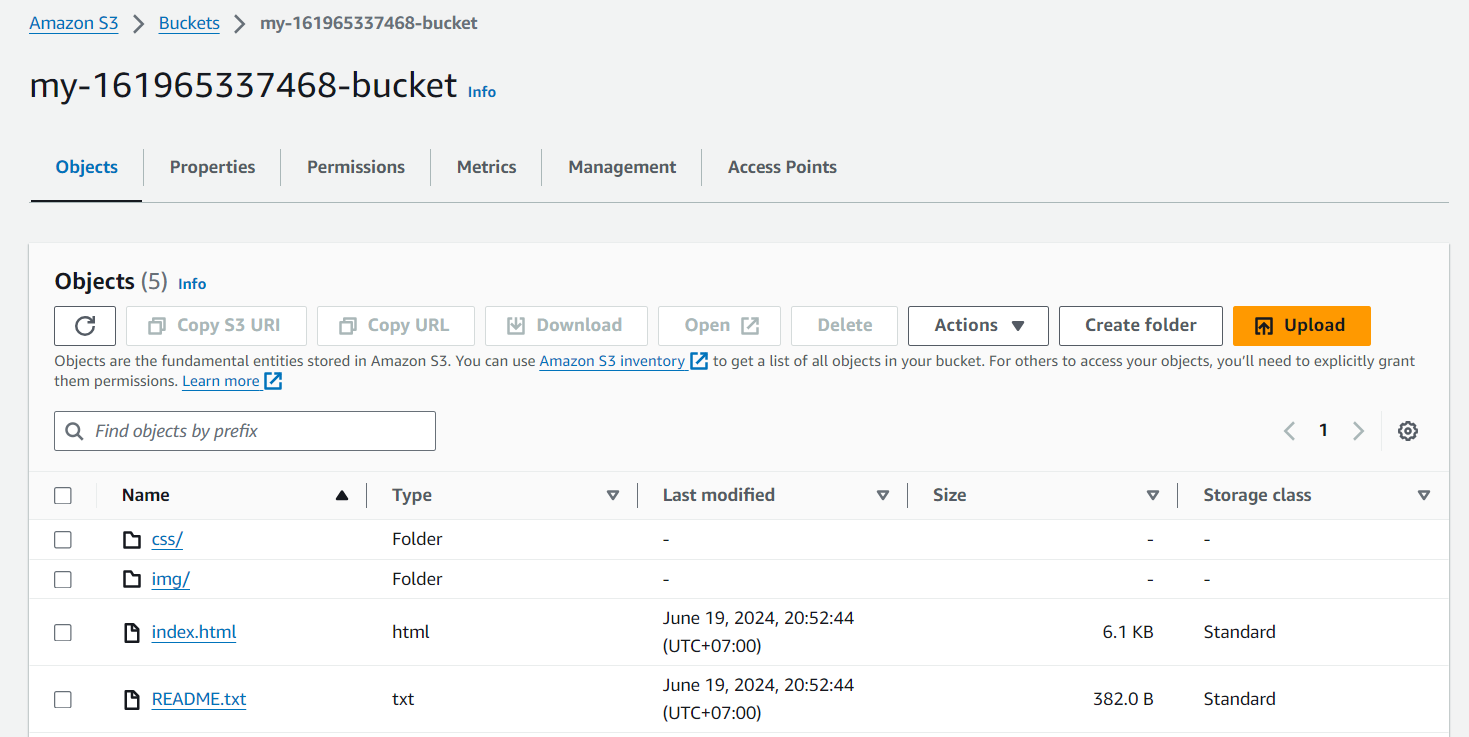 Amazon S3 > Buckets > my-161965337468-bucket
my-161965337468-bucket Info
Objects Properties Permissions Metrics Management Access Points
Objects (5) Info
Copy S3 URI Copy URL Download Open Delete Actions Create folder Upload
Objects are the fundamental entities stored in Amazon S3. You can use Amazon S3 inventory to get a list of all objects in your bucket. For others to access your objects, you’ll need to explicitly grant
them permissions. Learn more
Find objects by prefix 1
Name Type Last modified Size Storage class
css/ Folder - - -
img/ Folder - - -
index.html html June 19, 2024, 20:52:44 (UTC+07:00) 6.1 KB Standard
README.txt txt June 19, 2024, 20:52:44 (UTC+07:00) 382.0 B Standard